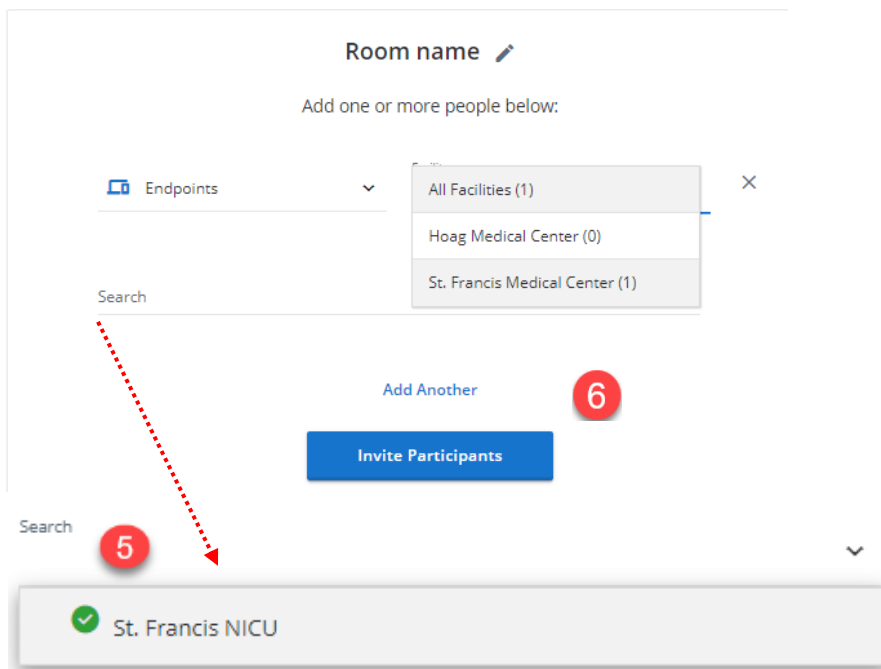 Room name
Add one or more people below:
Endpoints
All Facilities (1)
Hoag Medical Center (0)
St. Francis Medical Center (1)
Search
Add Another
6
Invite Participants
Search
5
St. Francis NICU